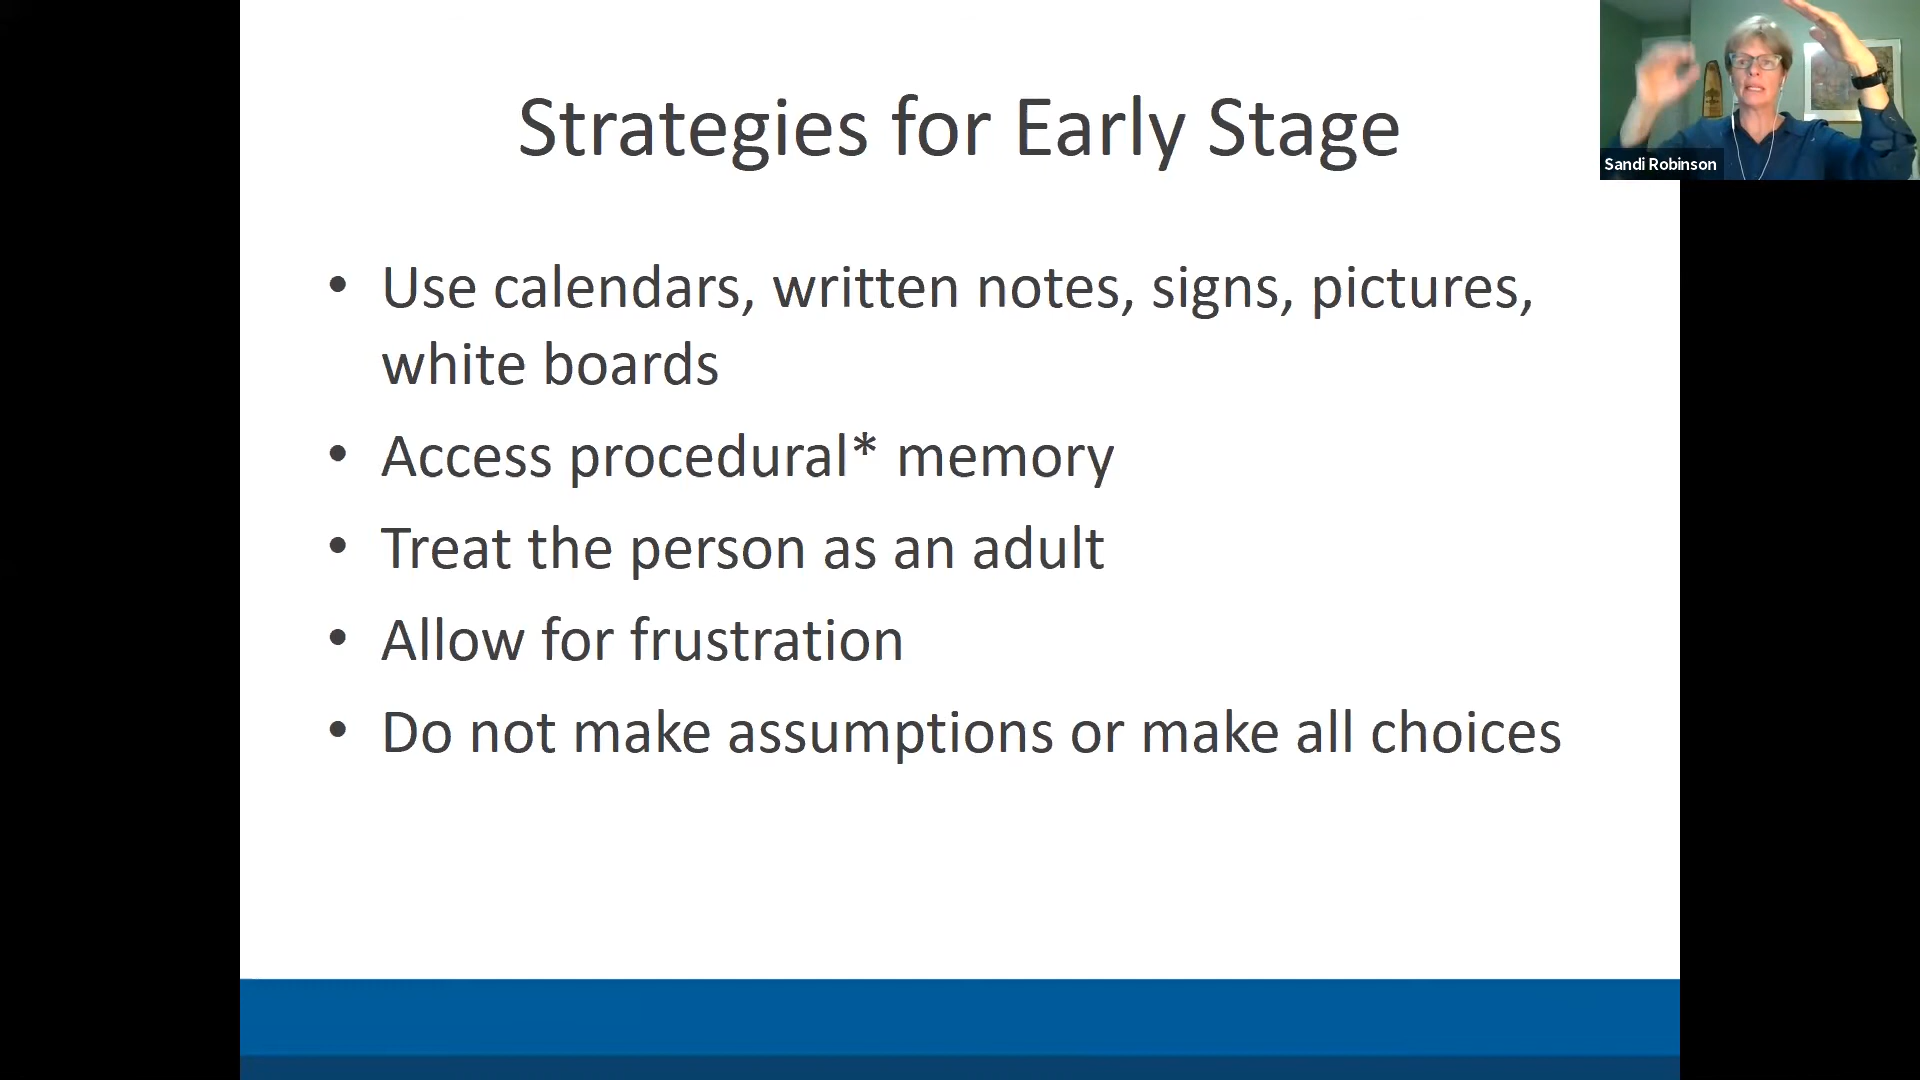 Strategies for Early Stage
Sandi Robinson
• Use calendars, written notes, signs, pictures,
white boards
• Access procedural* memory
• Treat the person as an adult
• Allow for frustration
• Do not make assumptions or make all choices